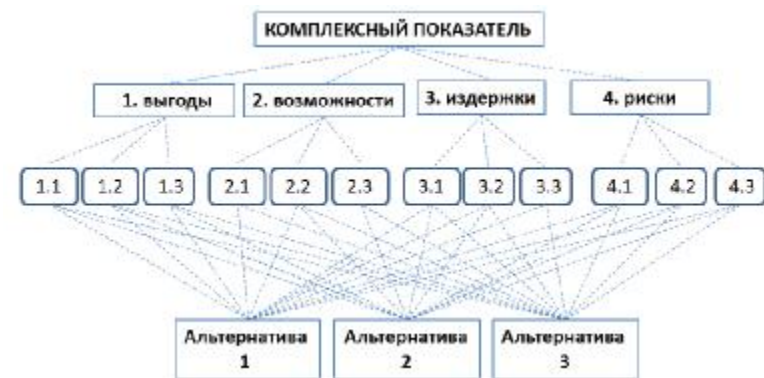 КОМПЛЕКСНЫЙ ПОКАЗАТЕЛЬ
1. выгоды 2. возможности 3. издержки 4. риски
1.1 1.2 1.3 2.1 2.2 2.3 3.1 3.2 3.3 4.1 4.2 4.3
Альтернатива Альтернатива Альтернатива
1 2 3